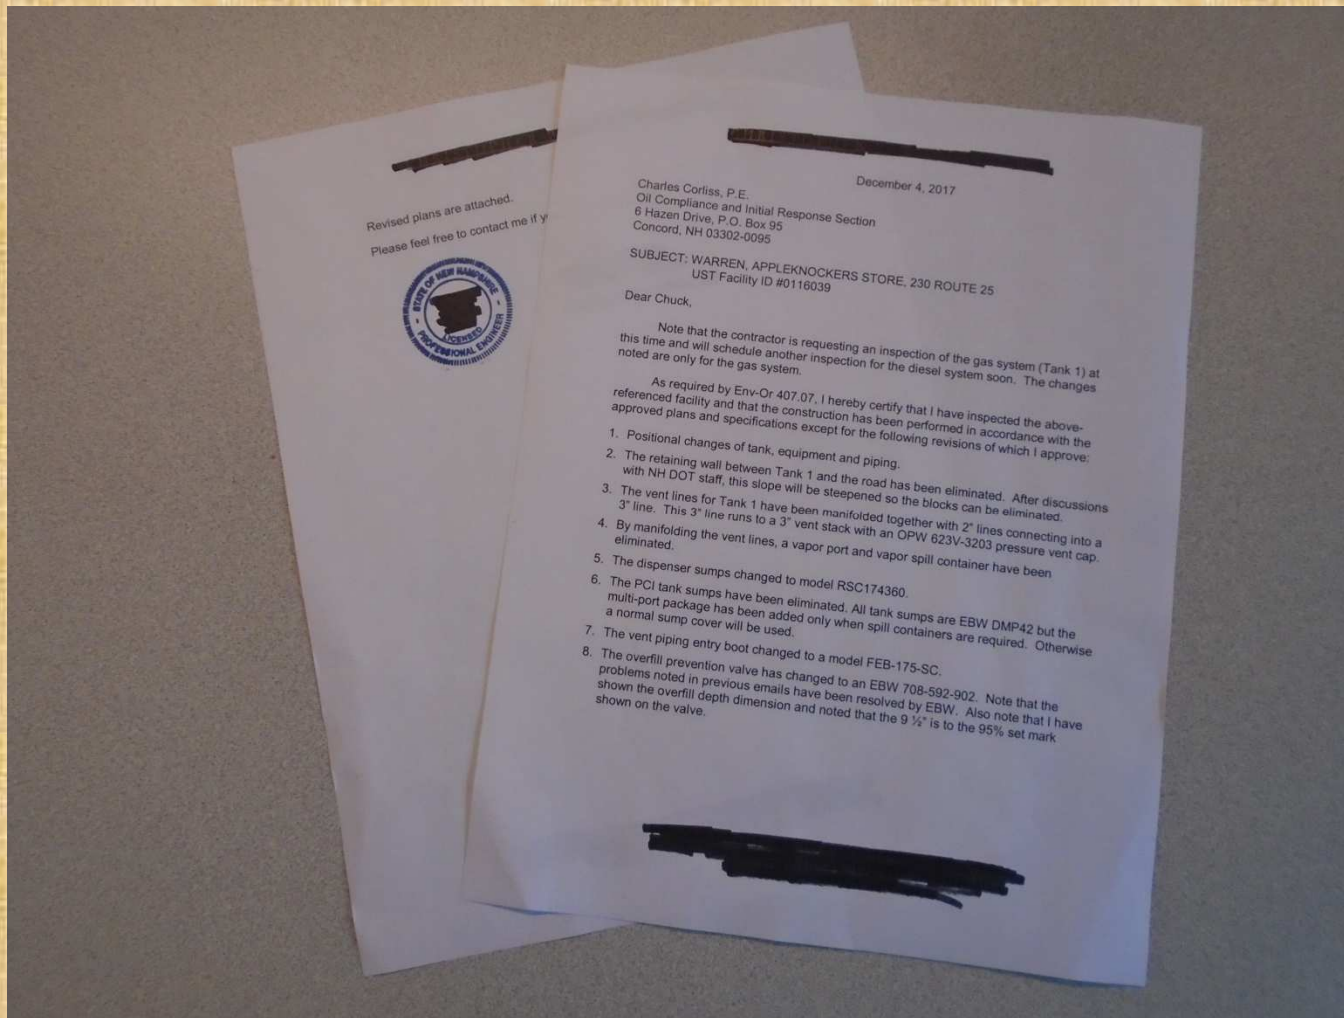 December 4, 2017
Charles Corliss, P.E.
Oil Compliance and Initial Response Section
6 Hazen Drive, P.O. Box 95
Concord, NH 03302-0095
SUBJECT: WARREN, APPLEKNOCKERS STORE, 230 ROUTE 25
UST Facility ID #0116039
Dear Chuck,
Note that the contractor is requesting an inspection of the gas system (Tank 1) at
this time and will schedule another inspection for the diesel system soon. The changes
noted are only for the gas system.
As required by Env-Or 407.07, I hereby certify that I have inspected the above-
referenced facility and that the construction has been performed in accordance with the
approved plans and specifications except for the following revisions of which I approve:
1. Positional changes of tank, equipment and piping.
2. The retaining wall between Tank 1 and the road has been eliminated. After discussions
with NH DOT staff, this slope will be steepened so the blocks can be eliminated.
3. The vent lines for Tank 1 have been manifolded together with 2" lines connecting into a
3" line. This 3" line runs to a 3" vent stack with an OPW 623V-3203 pressure vent cap.
4. By manifolding the vent lines, a vapor port and vapor spill container have been
eliminated.
5. The dispenser sumps changed to model RSC174360.
6. The PCI tank sumps have been eliminated. All tank sumps are EBW DMP42 but the
multi-port package has been added only when spill containers are required. Otherwise
a normal sump cover will be used.
7. The vent piping entry boot changed to a model FEB-175-SC.
8. The overfill prevention valve has changed to an EBW 708-592-902. Note that the
problems noted in previous emails have been resolved by EBW. Also note that I have
shown the overfill depth dimension and noted that the 9 ½" is to the 95% set mark
shown on the valve.
Revised plans are attached.
Please feel free to contact me if y
STATE OF NEW HAMPSHIRE
LICENSED
PROFESSIONAL ENGINEER